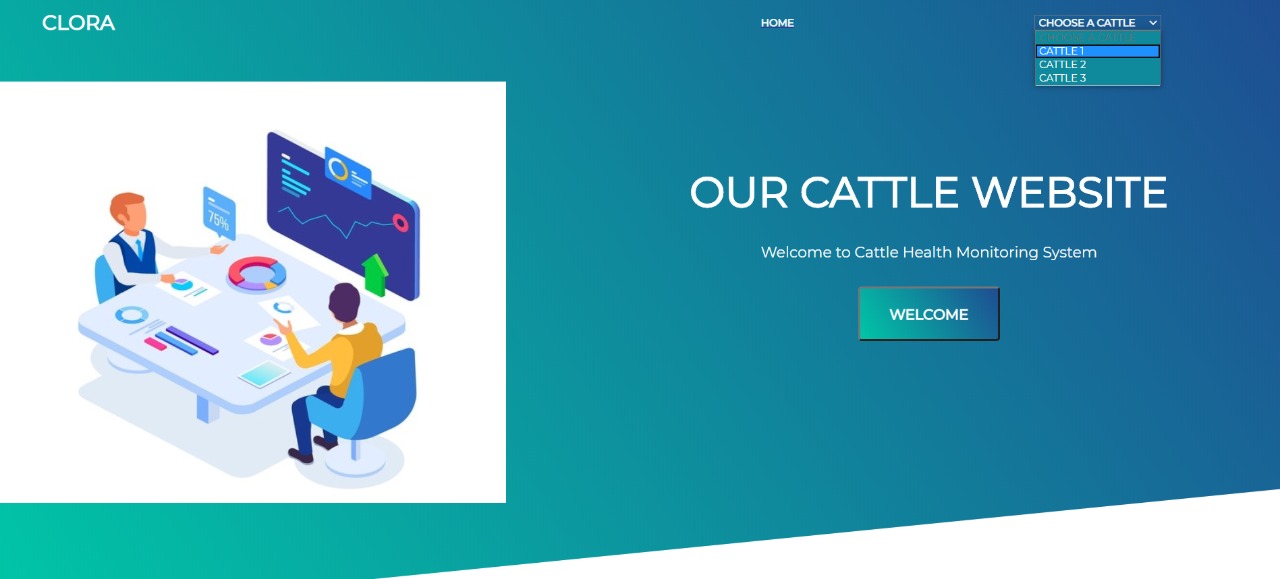 CLORA
HOME
CHOOSE A CATTLE
CHOOSE A CATTLE
CATTLE 1
CATTLE 2
CATTLE 3
75%
OUR CATTLE WEBSITE
Welcome to Cattle Health Monitoring System
WELCOME